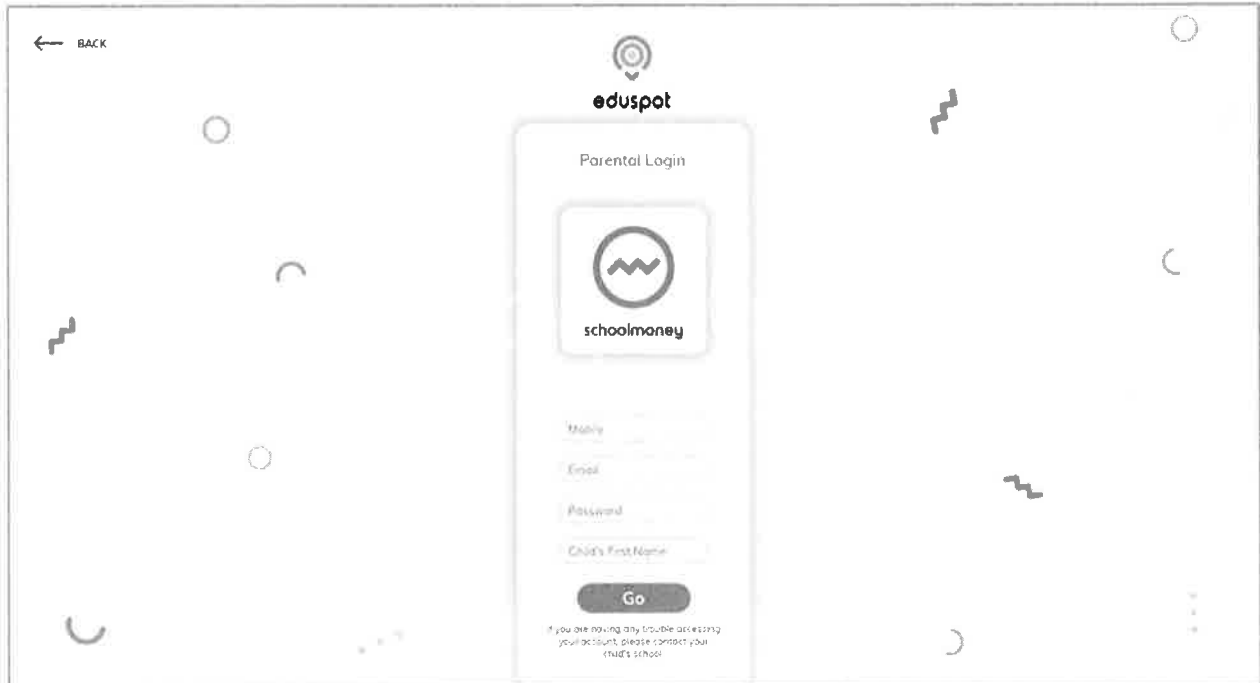 BACK
eduspot
Parental Login
schoolmoney
Mobile
Email
Password
Child's First Name
Go
If you are having any trouble accessing
your account, please contact your
child's school